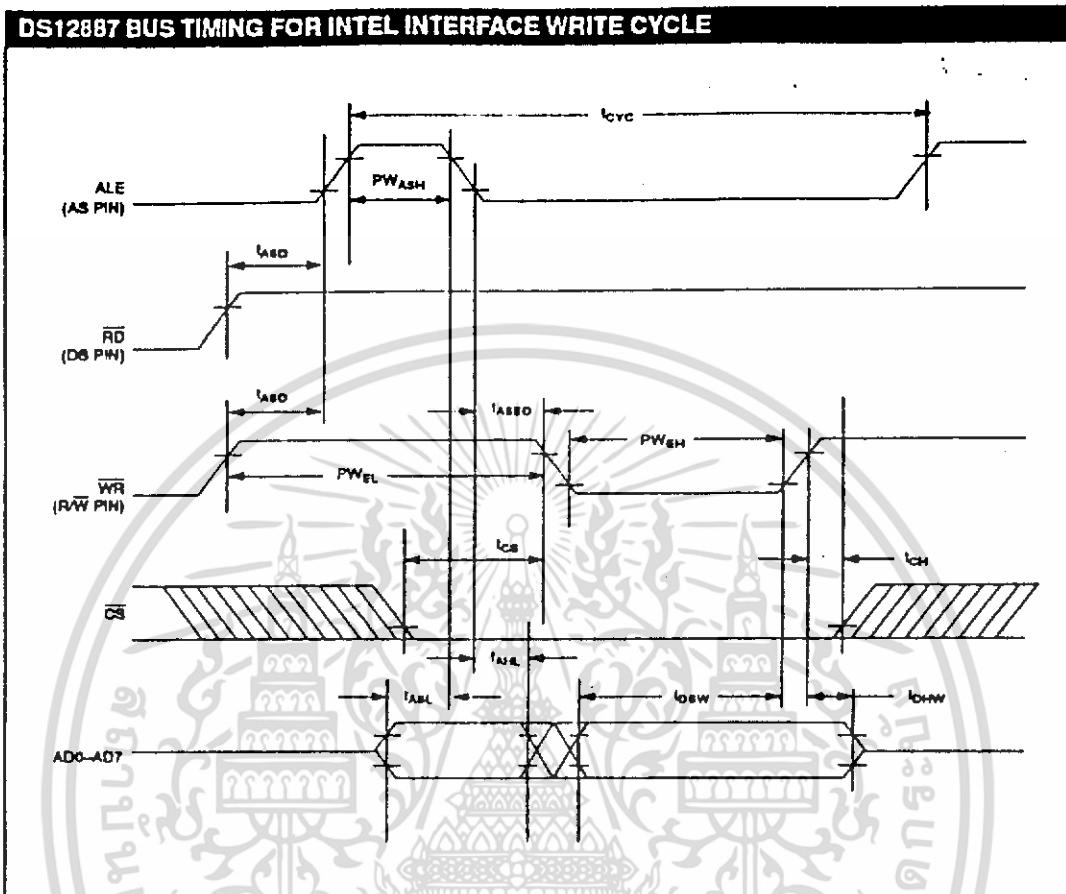 DS12887 BUS TIMING FOR INTEL INTERFACE WRITE CYCLE
tCYC
ALE
(AS PIN)
PWASH
tASD
RD
(DS PIN)
tASD
tASED
PWEH
WR
(R/W PIN)
PWEL
tCS
tCH
CS
tAHL
tASL
tDSW
tDHW
AD0–AD7